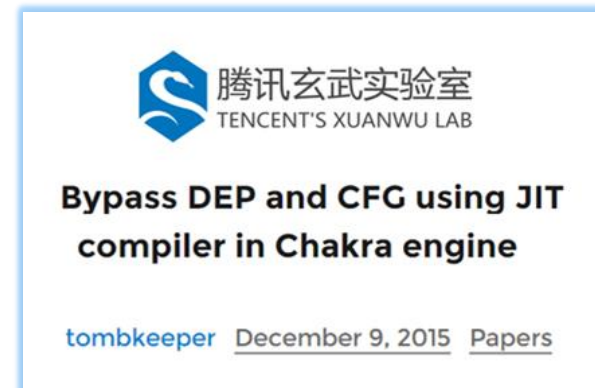 腾讯玄武实验室
TENCENT'S XUANWU LAB
Bypass DEP and CFG using JIT
compiler in Chakra engine
tombkeeper December 9, 2015 Papers